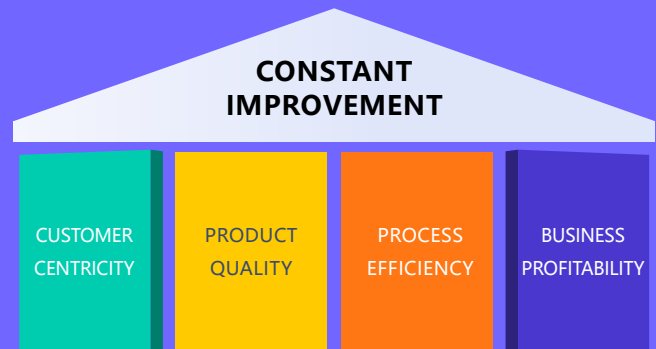 CONSTANT
IMPROVEMENT
CUSTOMER
CENTRICITY
PRODUCT
QUALITY
PROCESS
EFFICIENCY
BUSINESS
PROFITABILITY